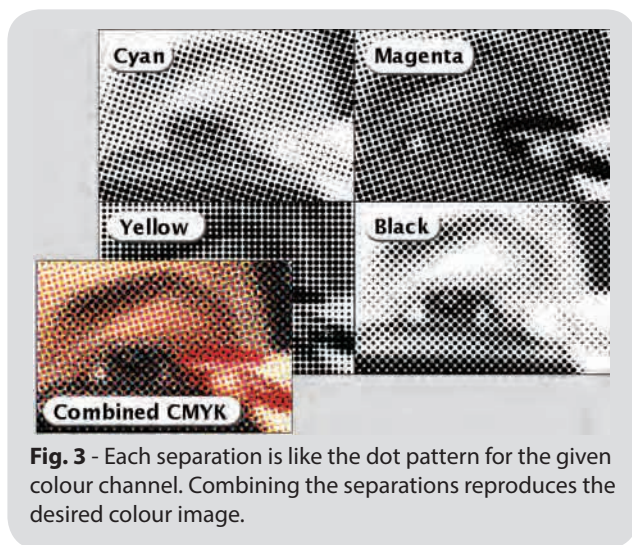 Cyan
Magenta
Yellow
Black
Combined CMYK
Fig. 3 - Each separation is like the dot pattern for the given
colour channel. Combining the separations reproduces the
desired colour image.